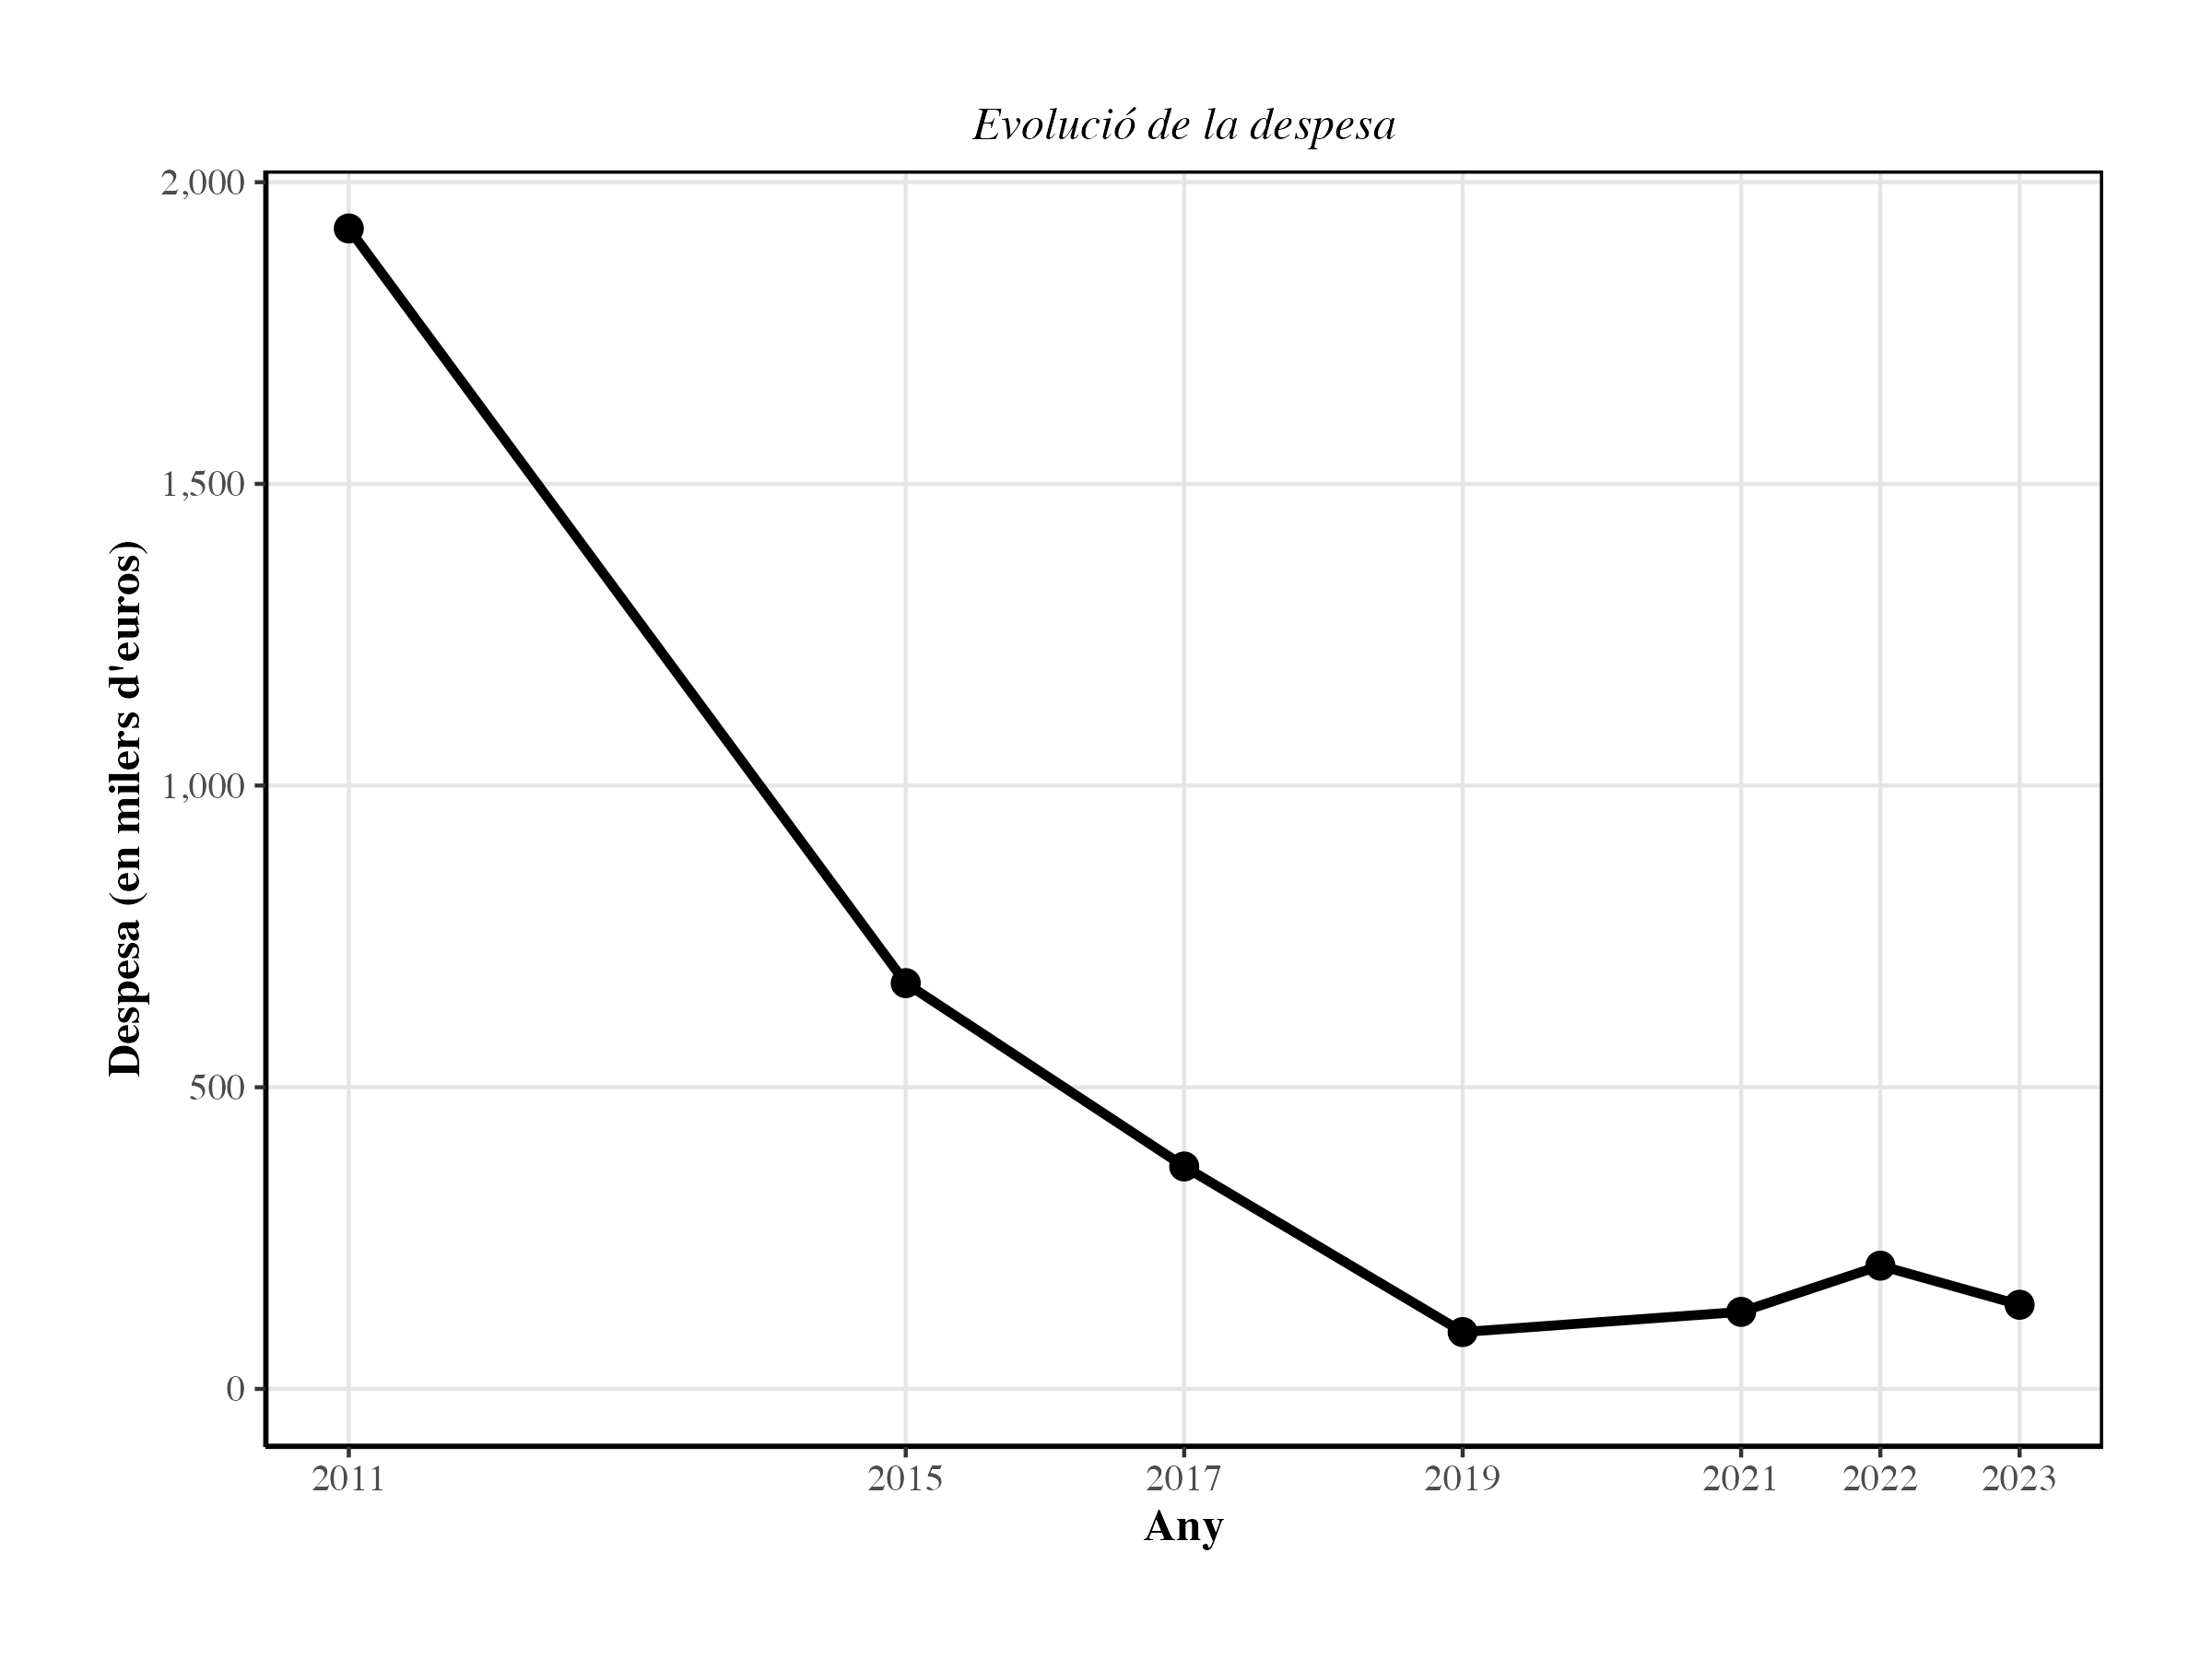 Evolució de la despesa
Despesa (en milers d'euros)
2,000
1,500
1,000
500
0
2011 2015 2017 2019 2021 2022 2023
Any